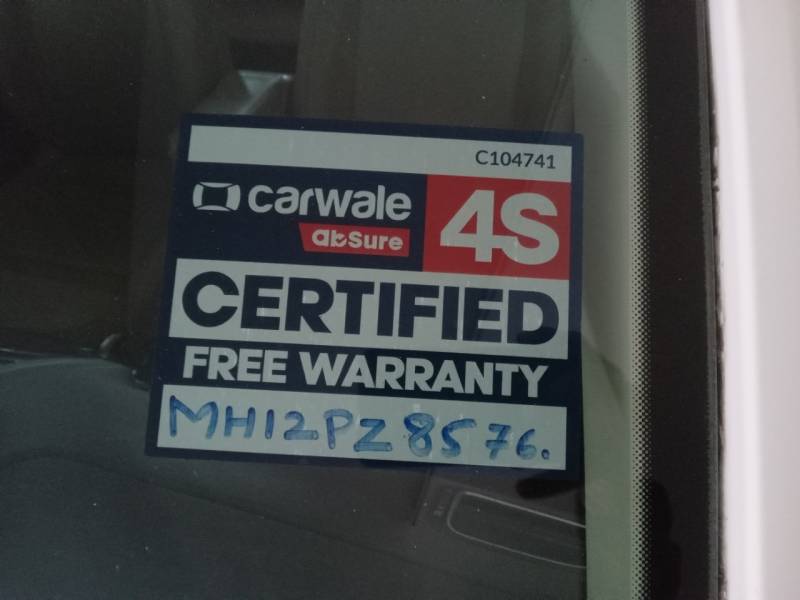 C104741
carwale 4S
absure
CERTIFIED
FREE WARRANTY
MH12PZ8576.